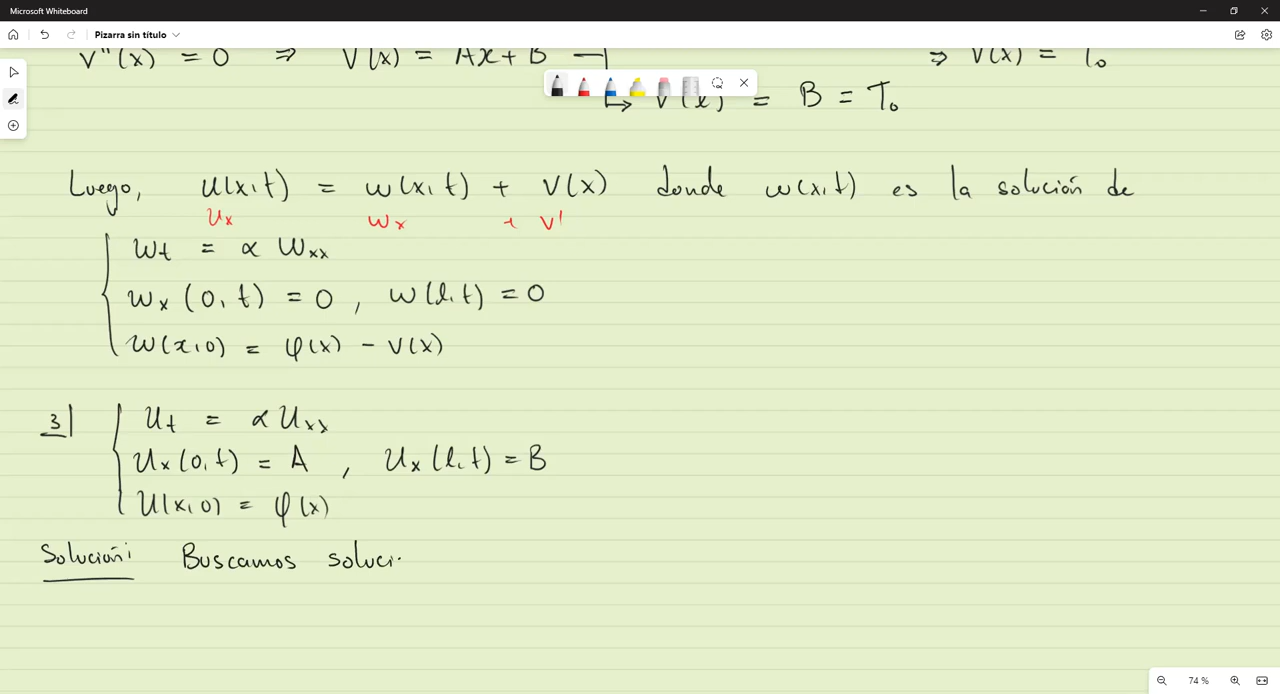 Microsoft Whiteboard
Pizarra sin título
V''(x) = 0 ⇒ V(x) = Ax + B ⇒ V(x) = T₀
↳ V(l) = B = T₀
Luego, u(x,t) = w(x,t) + V(x) donde w(x,t) es la solución de
uₓ wₓ + V'
wₜ = α wₓₓ
wₓ(0,t) = 0 , w(l,t) = 0
w(x,0) = φ(x) - V(x)
3| uₜ = α uₓₓ
uₓ(0,t) = A , uₓ(l,t) = B
u(x,0) = φ(x)
Solución: Buscamos soluci
74 %